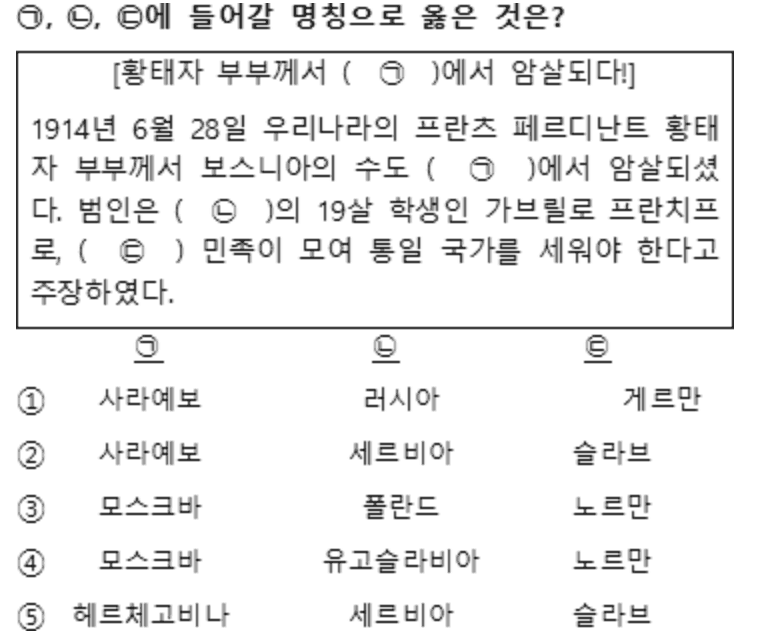 ㉠, ㉡, ㉢에 들어갈 명칭으로 옳은 것은?
[황태자 부부께서 ( ㉠ )에서 암살되다!]
1914년 6월 28일 우리나라의 프란츠 페르디난트 황태
자 부부께서 보스니아의 수도 ( ㉠ )에서 암살되셨
다. 범인은 ( ㉡ )의 19살 학생인 가브릴로 프란치프
로, ( ㉢ ) 민족이 모여 통일 국가를 세워야 한다고
주장하였다.
㉠ ㉡ ㉢
① 사라예보 러시아 게르만
② 사라예보 세르비아 슬라브
③ 모스크바 폴란드 노르만
④ 모스크바 유고슬라비아 노르만
⑤ 헤르체고비나 세르비아 슬라브